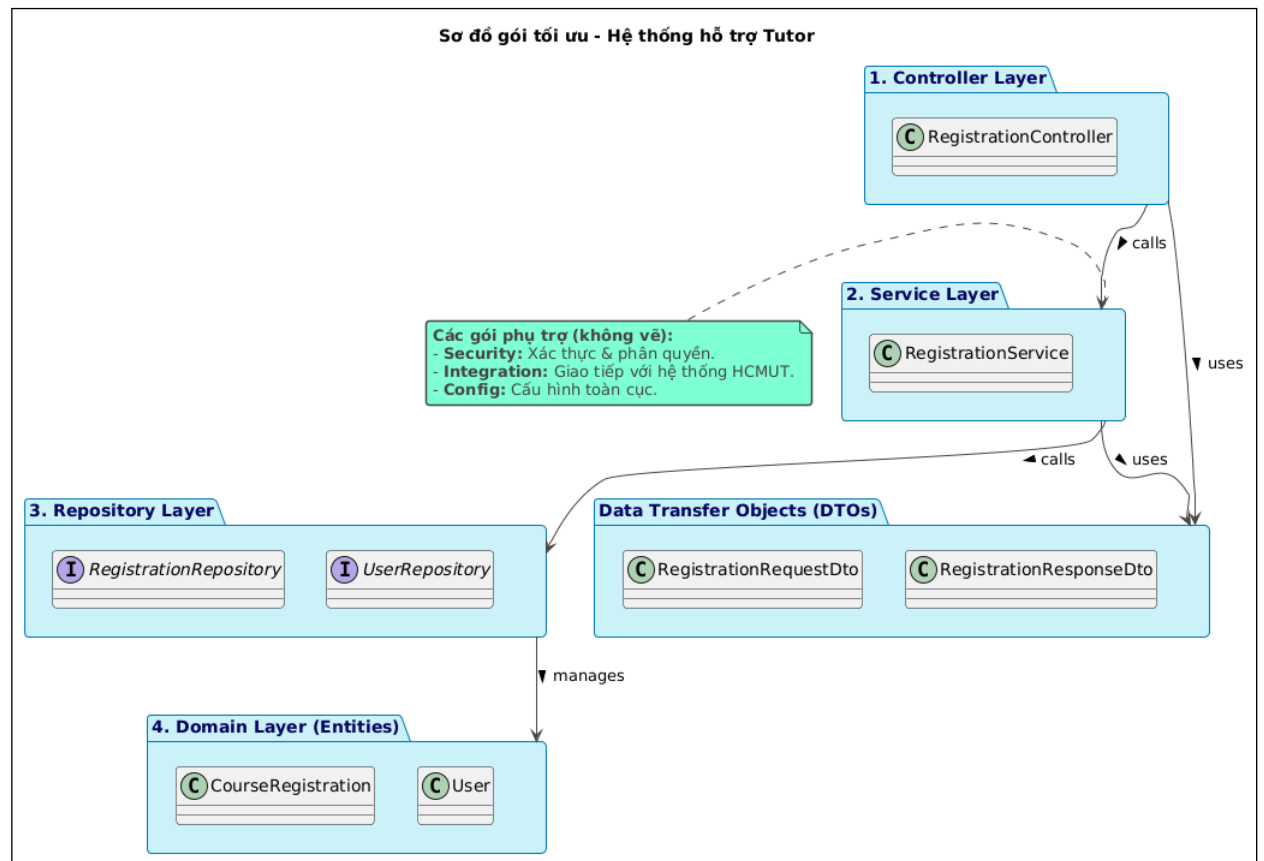 Sơ đồ gói tối ưu - Hệ thống hỗ trợ Tutor
1. Controller Layer
C RegistrationController
calls
2. Service Layer
C RegistrationService
uses
Các gói phụ trợ (không vẽ):
- Security: Xác thực & phân quyền.
- Integration: Giao tiếp với hệ thống HCMUT.
- Config: Cấu hình toàn cục.
calls
uses
3. Repository Layer
I RegistrationRepository
I UserRepository
Data Transfer Objects (DTOs)
C RegistrationRequestDto
C RegistrationResponseDto
manages
4. Domain Layer (Entities)
C CourseRegistration
C User